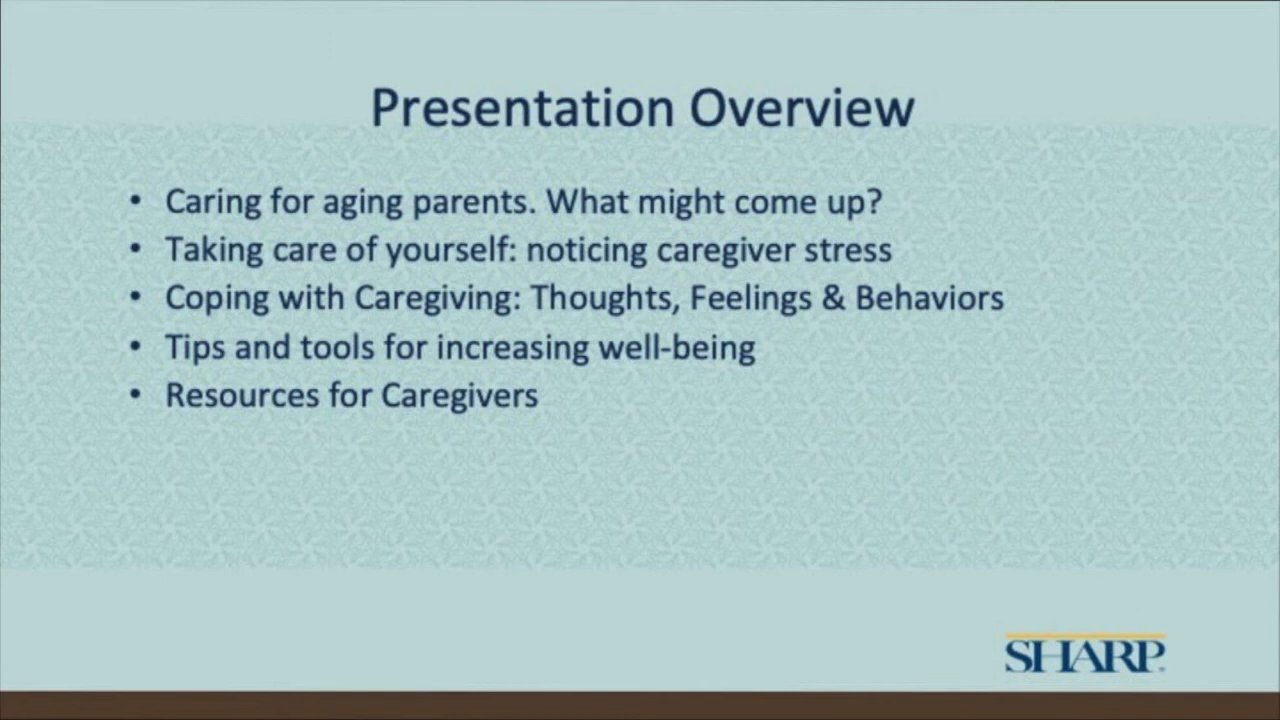 Presentation Overview
• Caring for aging parents. What might come up?
• Taking care of yourself: noticing caregiver stress
• Coping with Caregiving: Thoughts, Feelings & Behaviors
• Tips and tools for increasing well-being
• Resources for Caregivers
SHARP